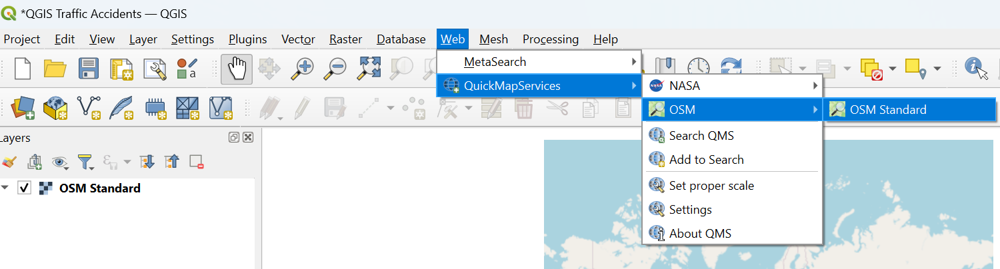 *QGIS Traffic Accidents — QGIS
Project Edit View Layer Settings Plugins Vector Raster Database Web Mesh Processing Help
MetaSearch
QuickMapServices
NASA NASA
OSM
OSM Standard
Search QMS
Add to Search
Set proper scale
Settings
About QMS
Layers
OSM Standard